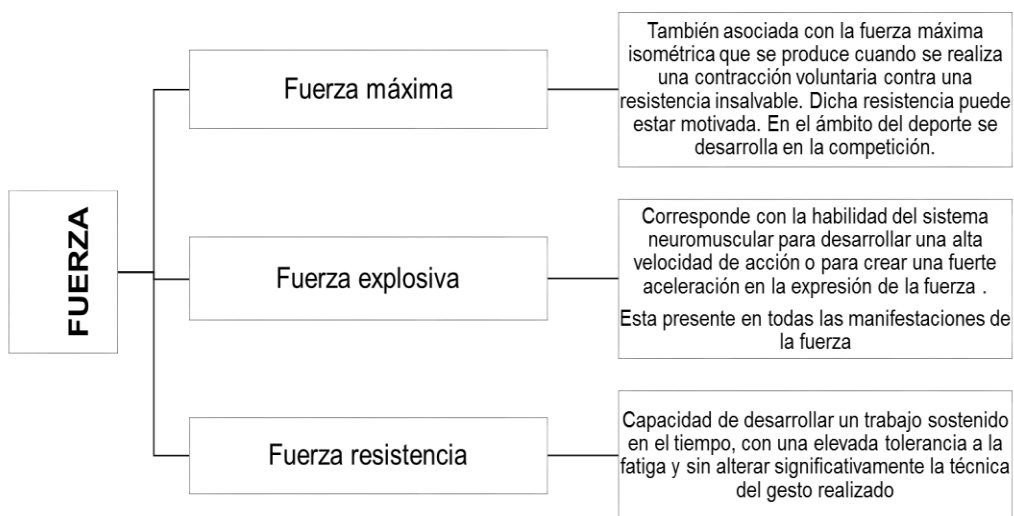 FUERZA
Fuerza máxima
También asociada con la fuerza máxima
isométrica que se produce cuando se realiza
una contracción voluntaria contra una
resistencia insalvable. Dicha resistencia puede
estar motivada. En el ámbito del deporte se
desarrolla en la competición.
Fuerza explosiva
Corresponde con la habilidad del sistema
neuromuscular para desarrollar una alta
velocidad de acción o para crear una fuerte
aceleración en la expresión de la fuerza .
Esta presente en todas las manifestaciones de
la fuerza
Fuerza resistencia
Capacidad de desarrollar un trabajo sostenido
en el tiempo, con una elevada tolerancia a la
fatiga y sin alterar significativamente la técnica
del gesto realizado